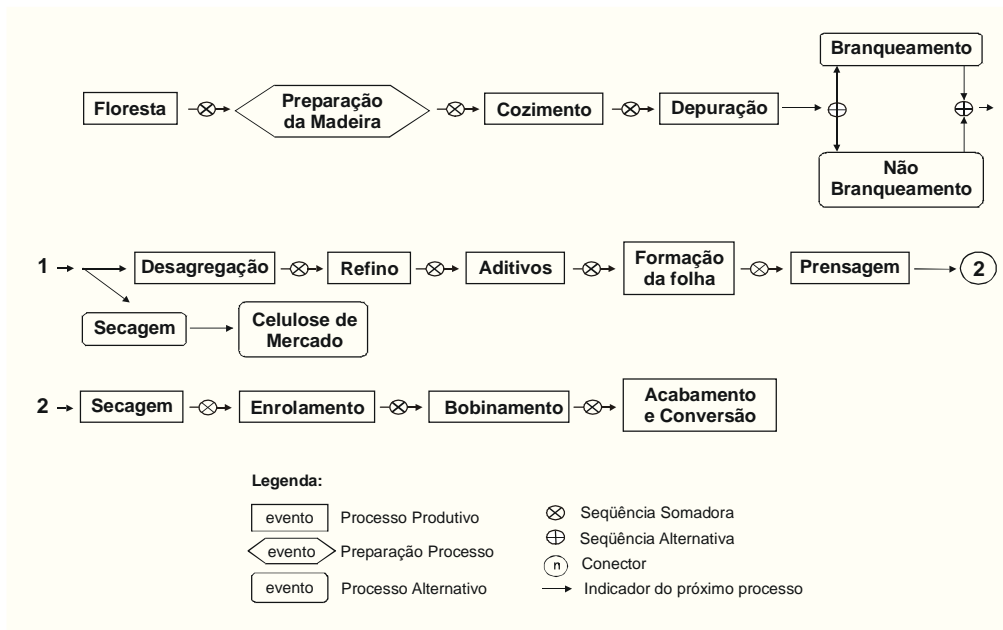 Branqueamento
Floresta
Preparação
da Madeira
Cozimento
Depuração
Não
Branqueamento
1
Desagregação
Refino
Aditivos
Formação
da folha
Prensagem
2
Secagem
Celulose de
Mercado
2
Secagem
Enrolamento
Bobinamento
Acabamento
e Conversão
Legenda:
evento Processo Produtivo
evento Preparação Processo
evento Processo Alternativo
Seqüência Somadora
Seqüência Alternativa
n Conector
Indicador do próximo processo